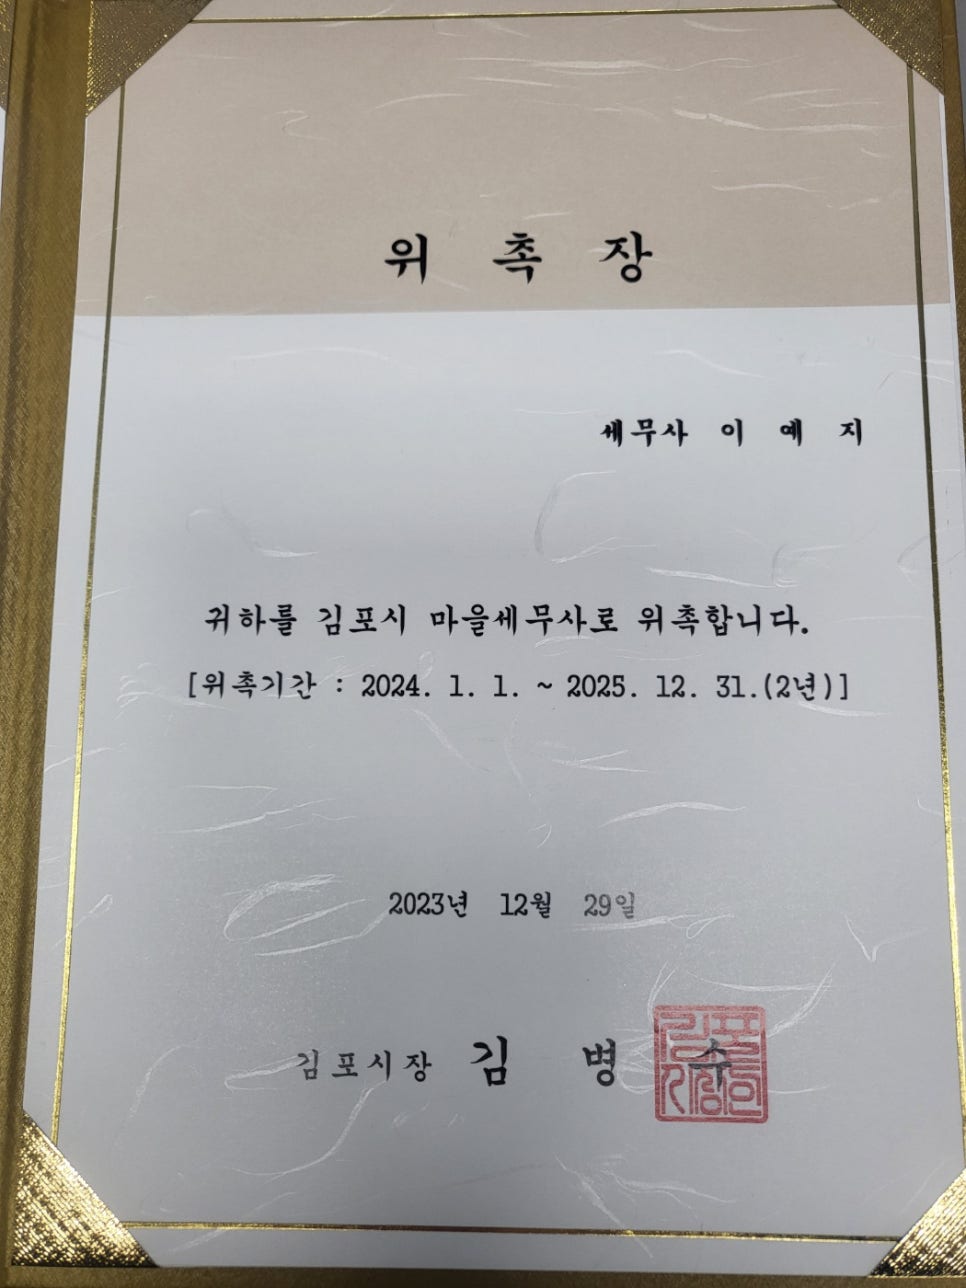 위 촉 장
세무사 이 예 지
귀하를 김포시 마을세무사로 위촉합니다.
[위촉기간 : 2024. 1. 1. ~ 2025. 12. 31.(2년)]
2023년 12월 29일
김포시장 김 병 수